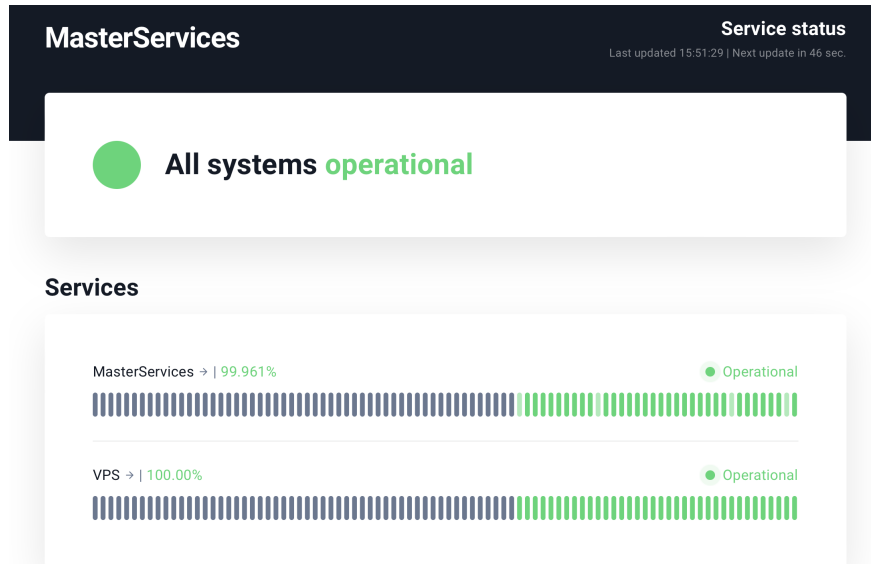 MasterServices
Service status
Last updated 15:51:29 | Next update in 46 sec.
All systems operational
Services
MasterServices → | 99.961%
Operational
VPS → | 100.00%
Operational